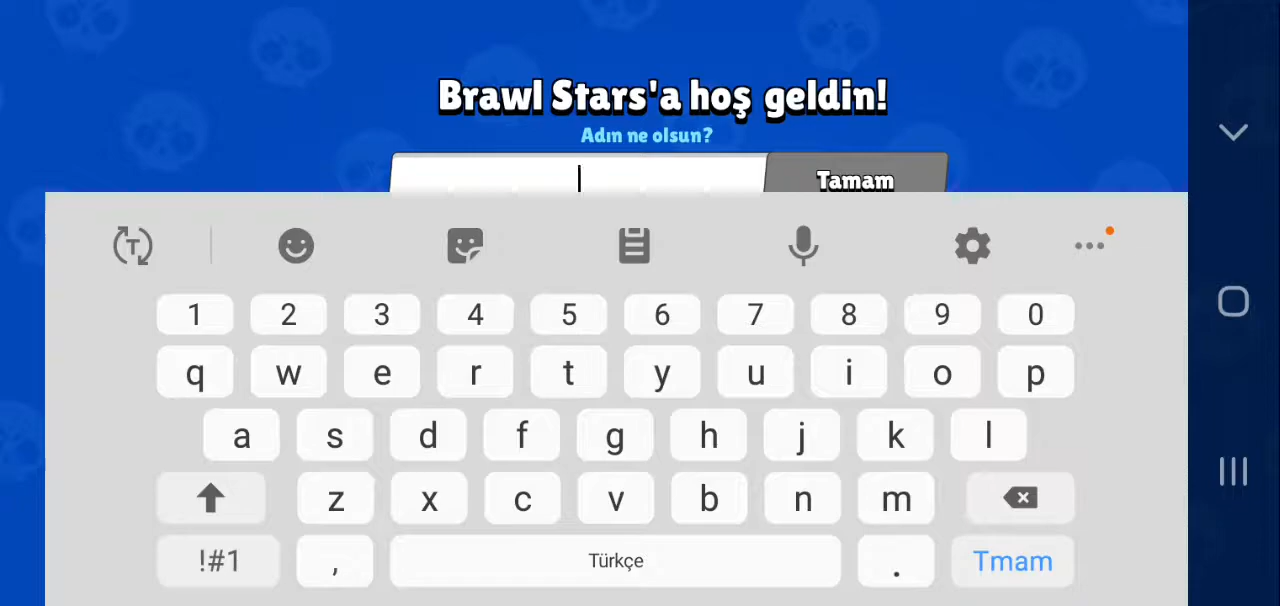 Brawl Stars'a hoş geldin!
Adın ne olsun?
Tamam
1 2 3 4 5 6 7 8 9 0
q w e r t y u i o p
a s d f g h j k l
z x c v b n m
!#1 , Türkçe . Tmam